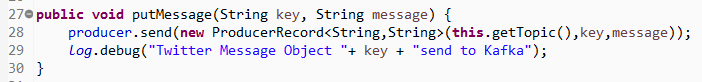 27 public void putMessage(String key, String message) {
28 producer.send(new ProducerRecord<String,String>(this.getTopic(),key,message));
29 log.debug("Twitter Message Object "+ key + "send to Kafka");
30 }